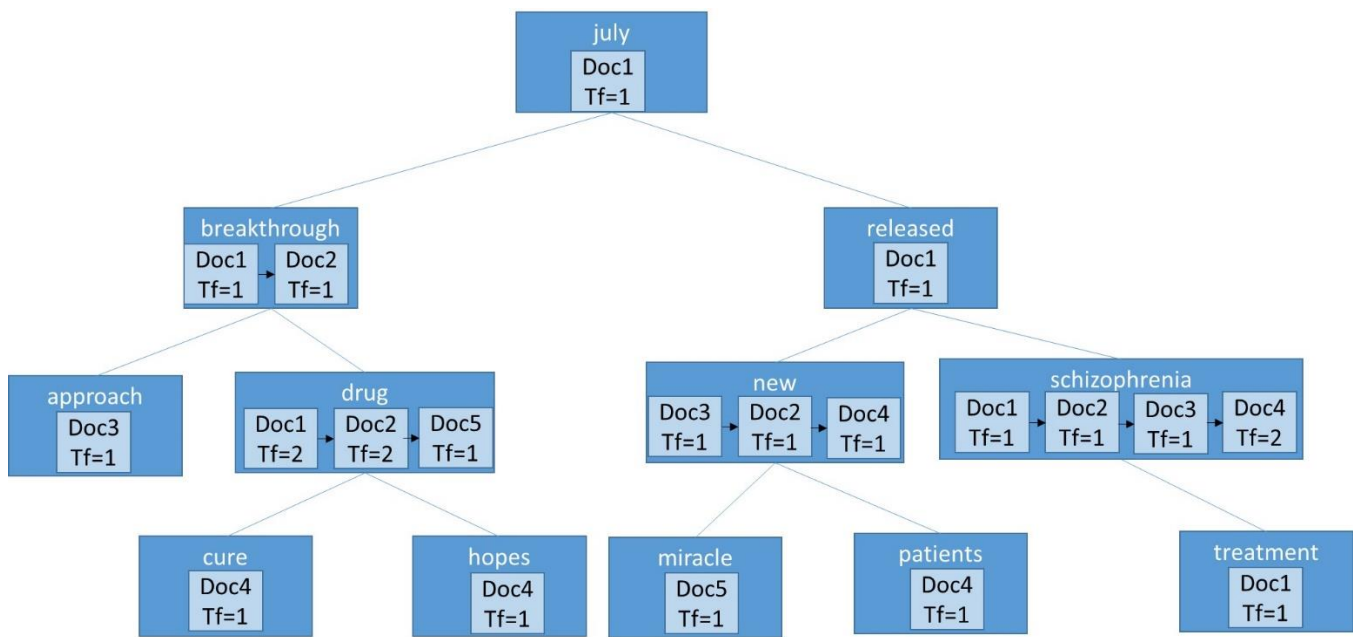 july
Doc1
Tf=1
breakthrough
Doc1
Tf=1
Doc2
Tf=1
released
Doc1
Tf=1
approach
Doc3
Tf=1
drug
Doc1
Tf=2
Doc2
Tf=2
Doc5
Tf=1
new
Doc3
Tf=1
Doc2
Tf=1
Doc4
Tf=1
schizophrenia
Doc1
Tf=1
Doc2
Tf=1
Doc3
Tf=1
Doc4
Tf=2
cure
Doc4
Tf=1
hopes
Doc4
Tf=1
miracle
Doc5
Tf=1
patients
Doc4
Tf=1
treatment
Doc1
Tf=1